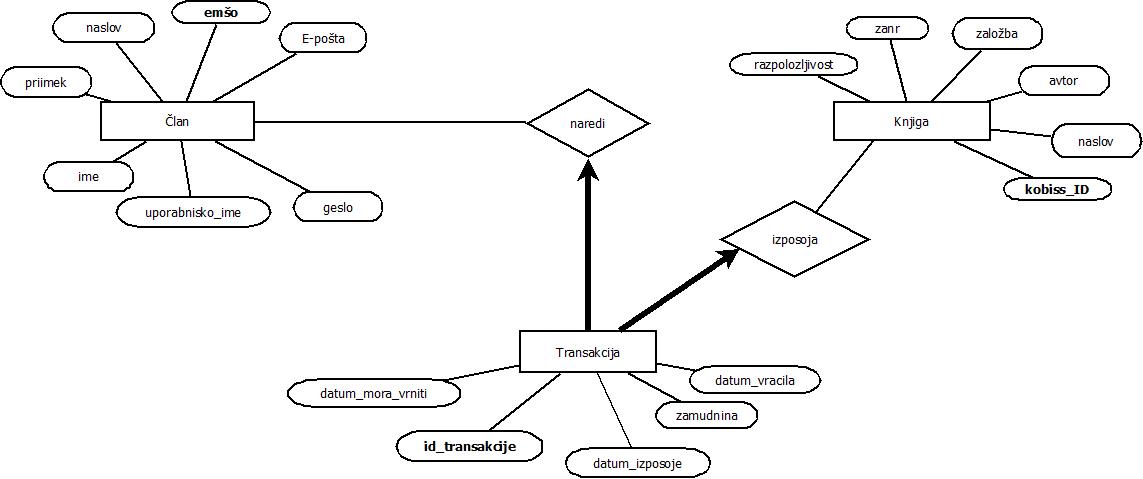 emšo
naslov
E-pošta
priimek
Član
ime
uporabnisko_ime
geslo
naredi
zanr
založba
razpolozljivost
avtor
Knjiga
naslov
kobiss_ID
izposoja
Transakcija
datum_mora_vrniti
datum_vracila
zamudnina
id_transakcije
datum_izposoje